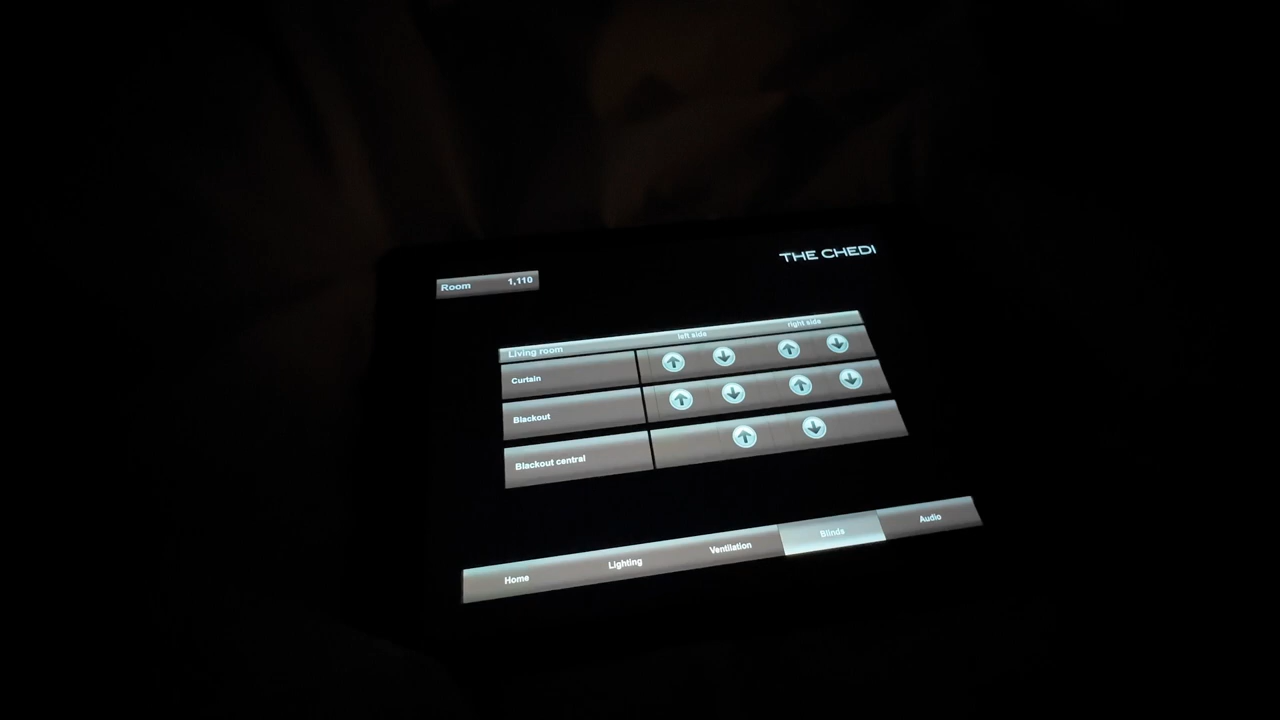 THE CHEDI
Room 1,110
Living room left side right side
Curtain
Blackout
Blackout central
Home Lighting Ventilation Blinds Audio